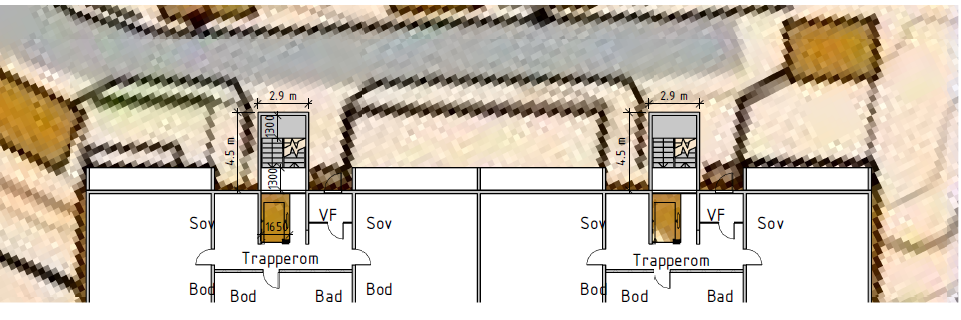 2.9 m
2.9 m
1300
4.5 m
4.5 m
1300
Sov
1650
VF
Sov
Sov
VF
Sov
Trapperom
Trapperom
Bod
Bod
Bad
Bod
Bod
Bod
Bad